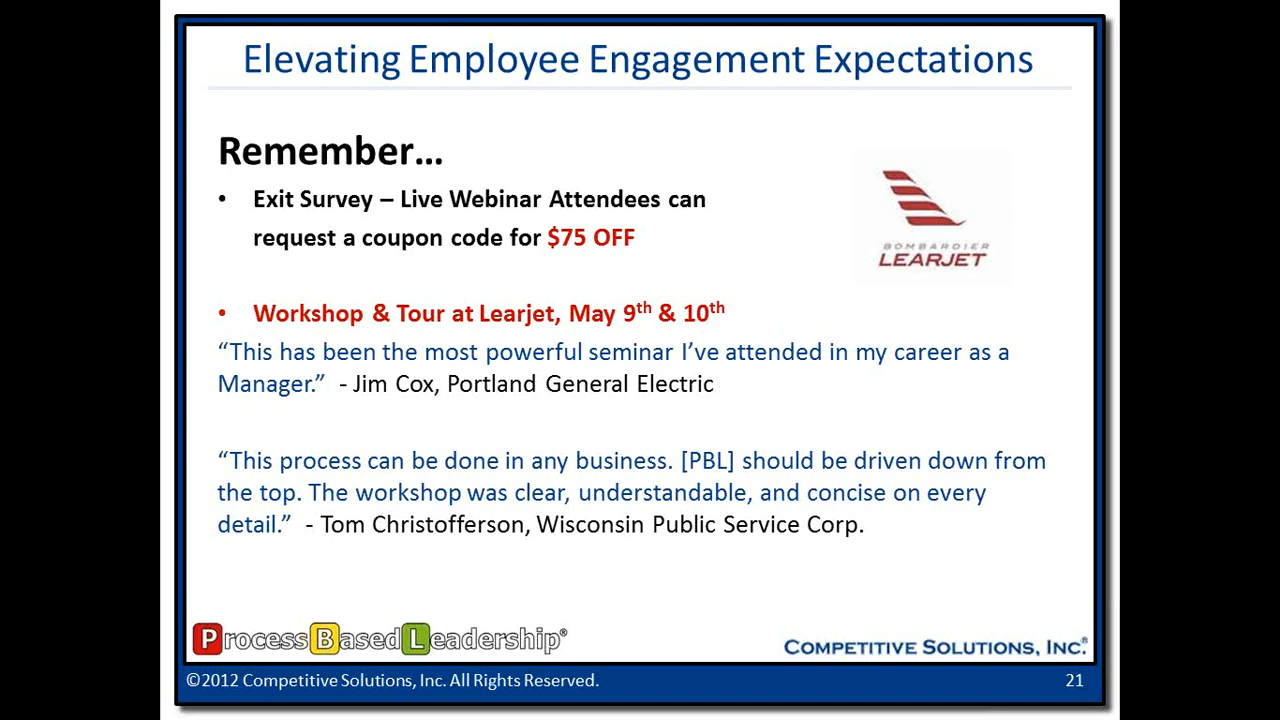 Elevating Employee Engagement Expectations
Remember...
• Exit Survey – Live Webinar Attendees can
request a coupon code for $75 OFF
BOMBARDIER
LEARJET
• Workshop & Tour at Learjet, May 9th & 10th
“This has been the most powerful seminar I’ve attended in my career as a
Manager.” - Jim Cox, Portland General Electric
“This process can be done in any business. [PBL] should be driven down from
the top. The workshop was clear, understandable, and concise on every
detail.” - Tom Christofferson, Wisconsin Public Service Corp.
Process Based Leadership®
COMPETITIVE SOLUTIONS, INC.®
©2012 Competitive Solutions, Inc. All Rights Reserved.
21